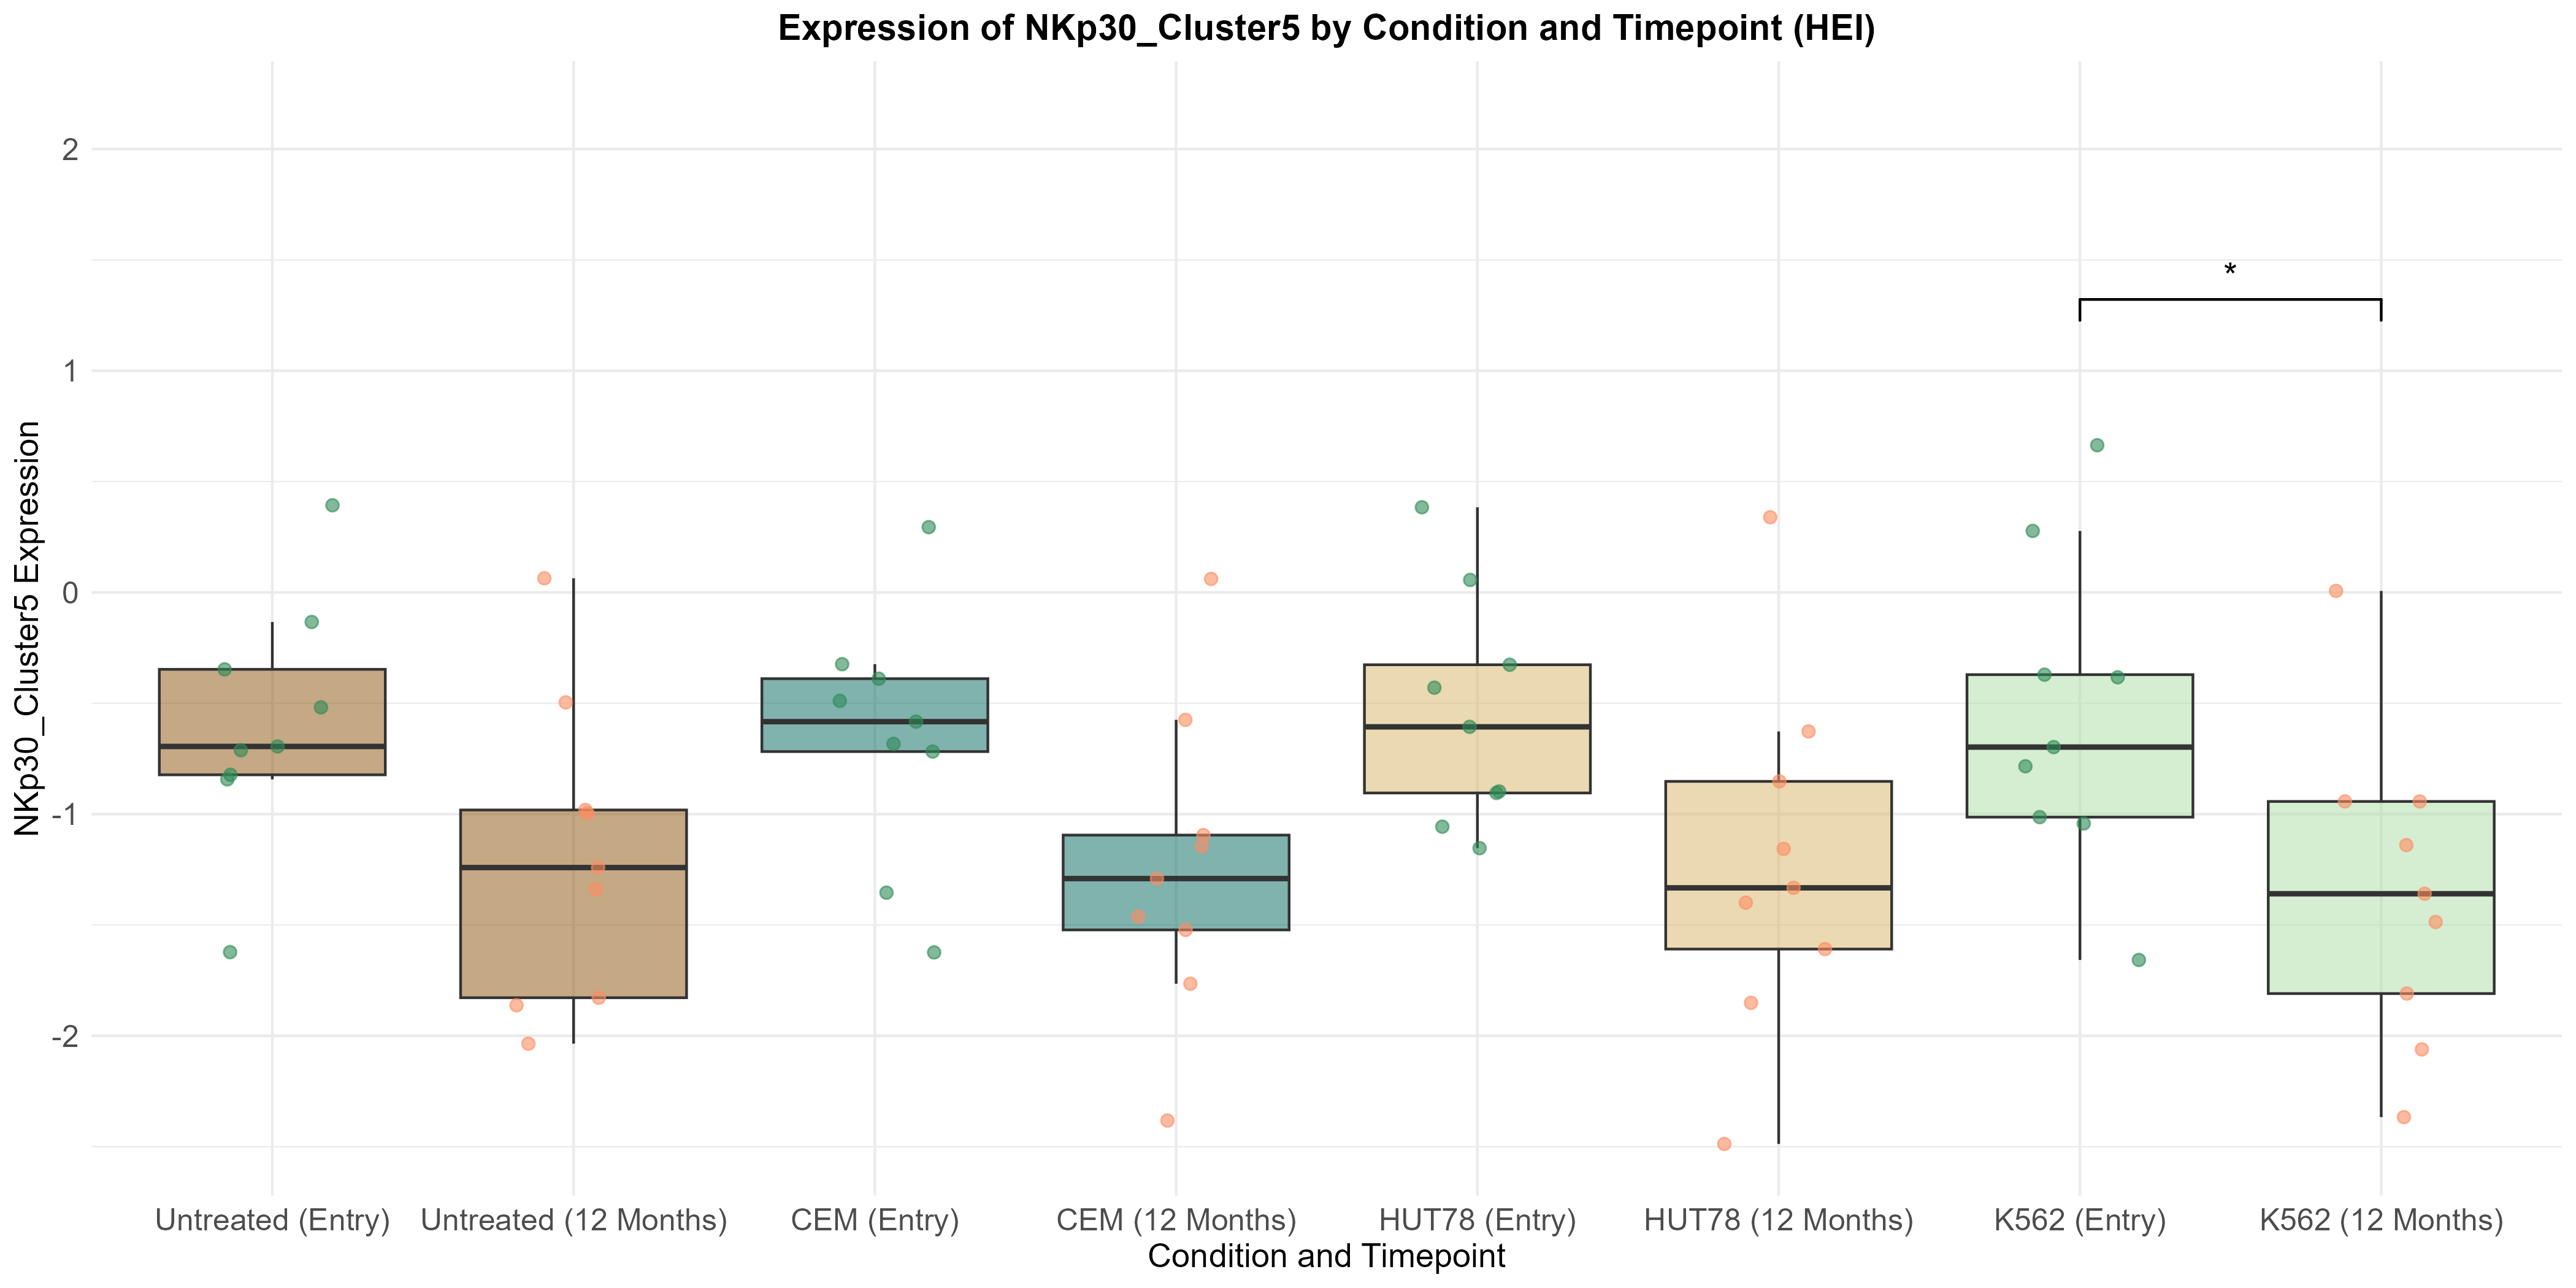 Expression of NKp30_Cluster5 by Condition and Timepoint (HEI)
NKp30_Cluster5 Expression
2
1
0
-1
-2
*
Untreated (Entry)
Untreated (12 Months)
CEM (Entry)
CEM (12 Months)
HUT78 (Entry)
HUT78 (12 Months)
K562 (Entry)
K562 (12 Months)
Condition and Timepoint